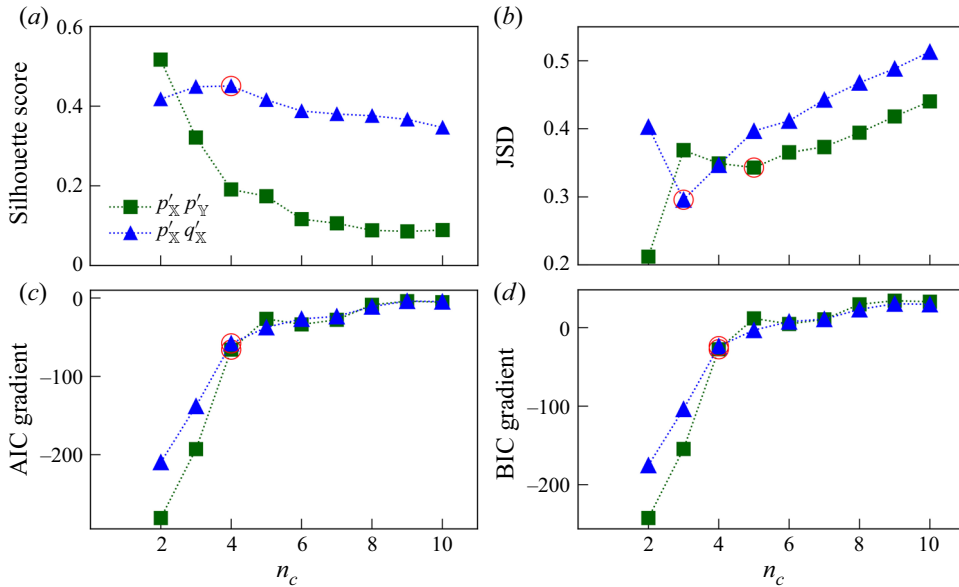 (a)
0.6
0.4
0.2
0
Silhouette score
p′𝕏 p′𝕐
p′𝕏 q′𝕏
(b)
0.5
0.4
0.3
0.2
JSD
(c)
0
−100
−200
AIC gradient
2 4 6 8 10
n_c
(d)
0
−100
−200
BIC gradient
2 4 6 8 10
n_c